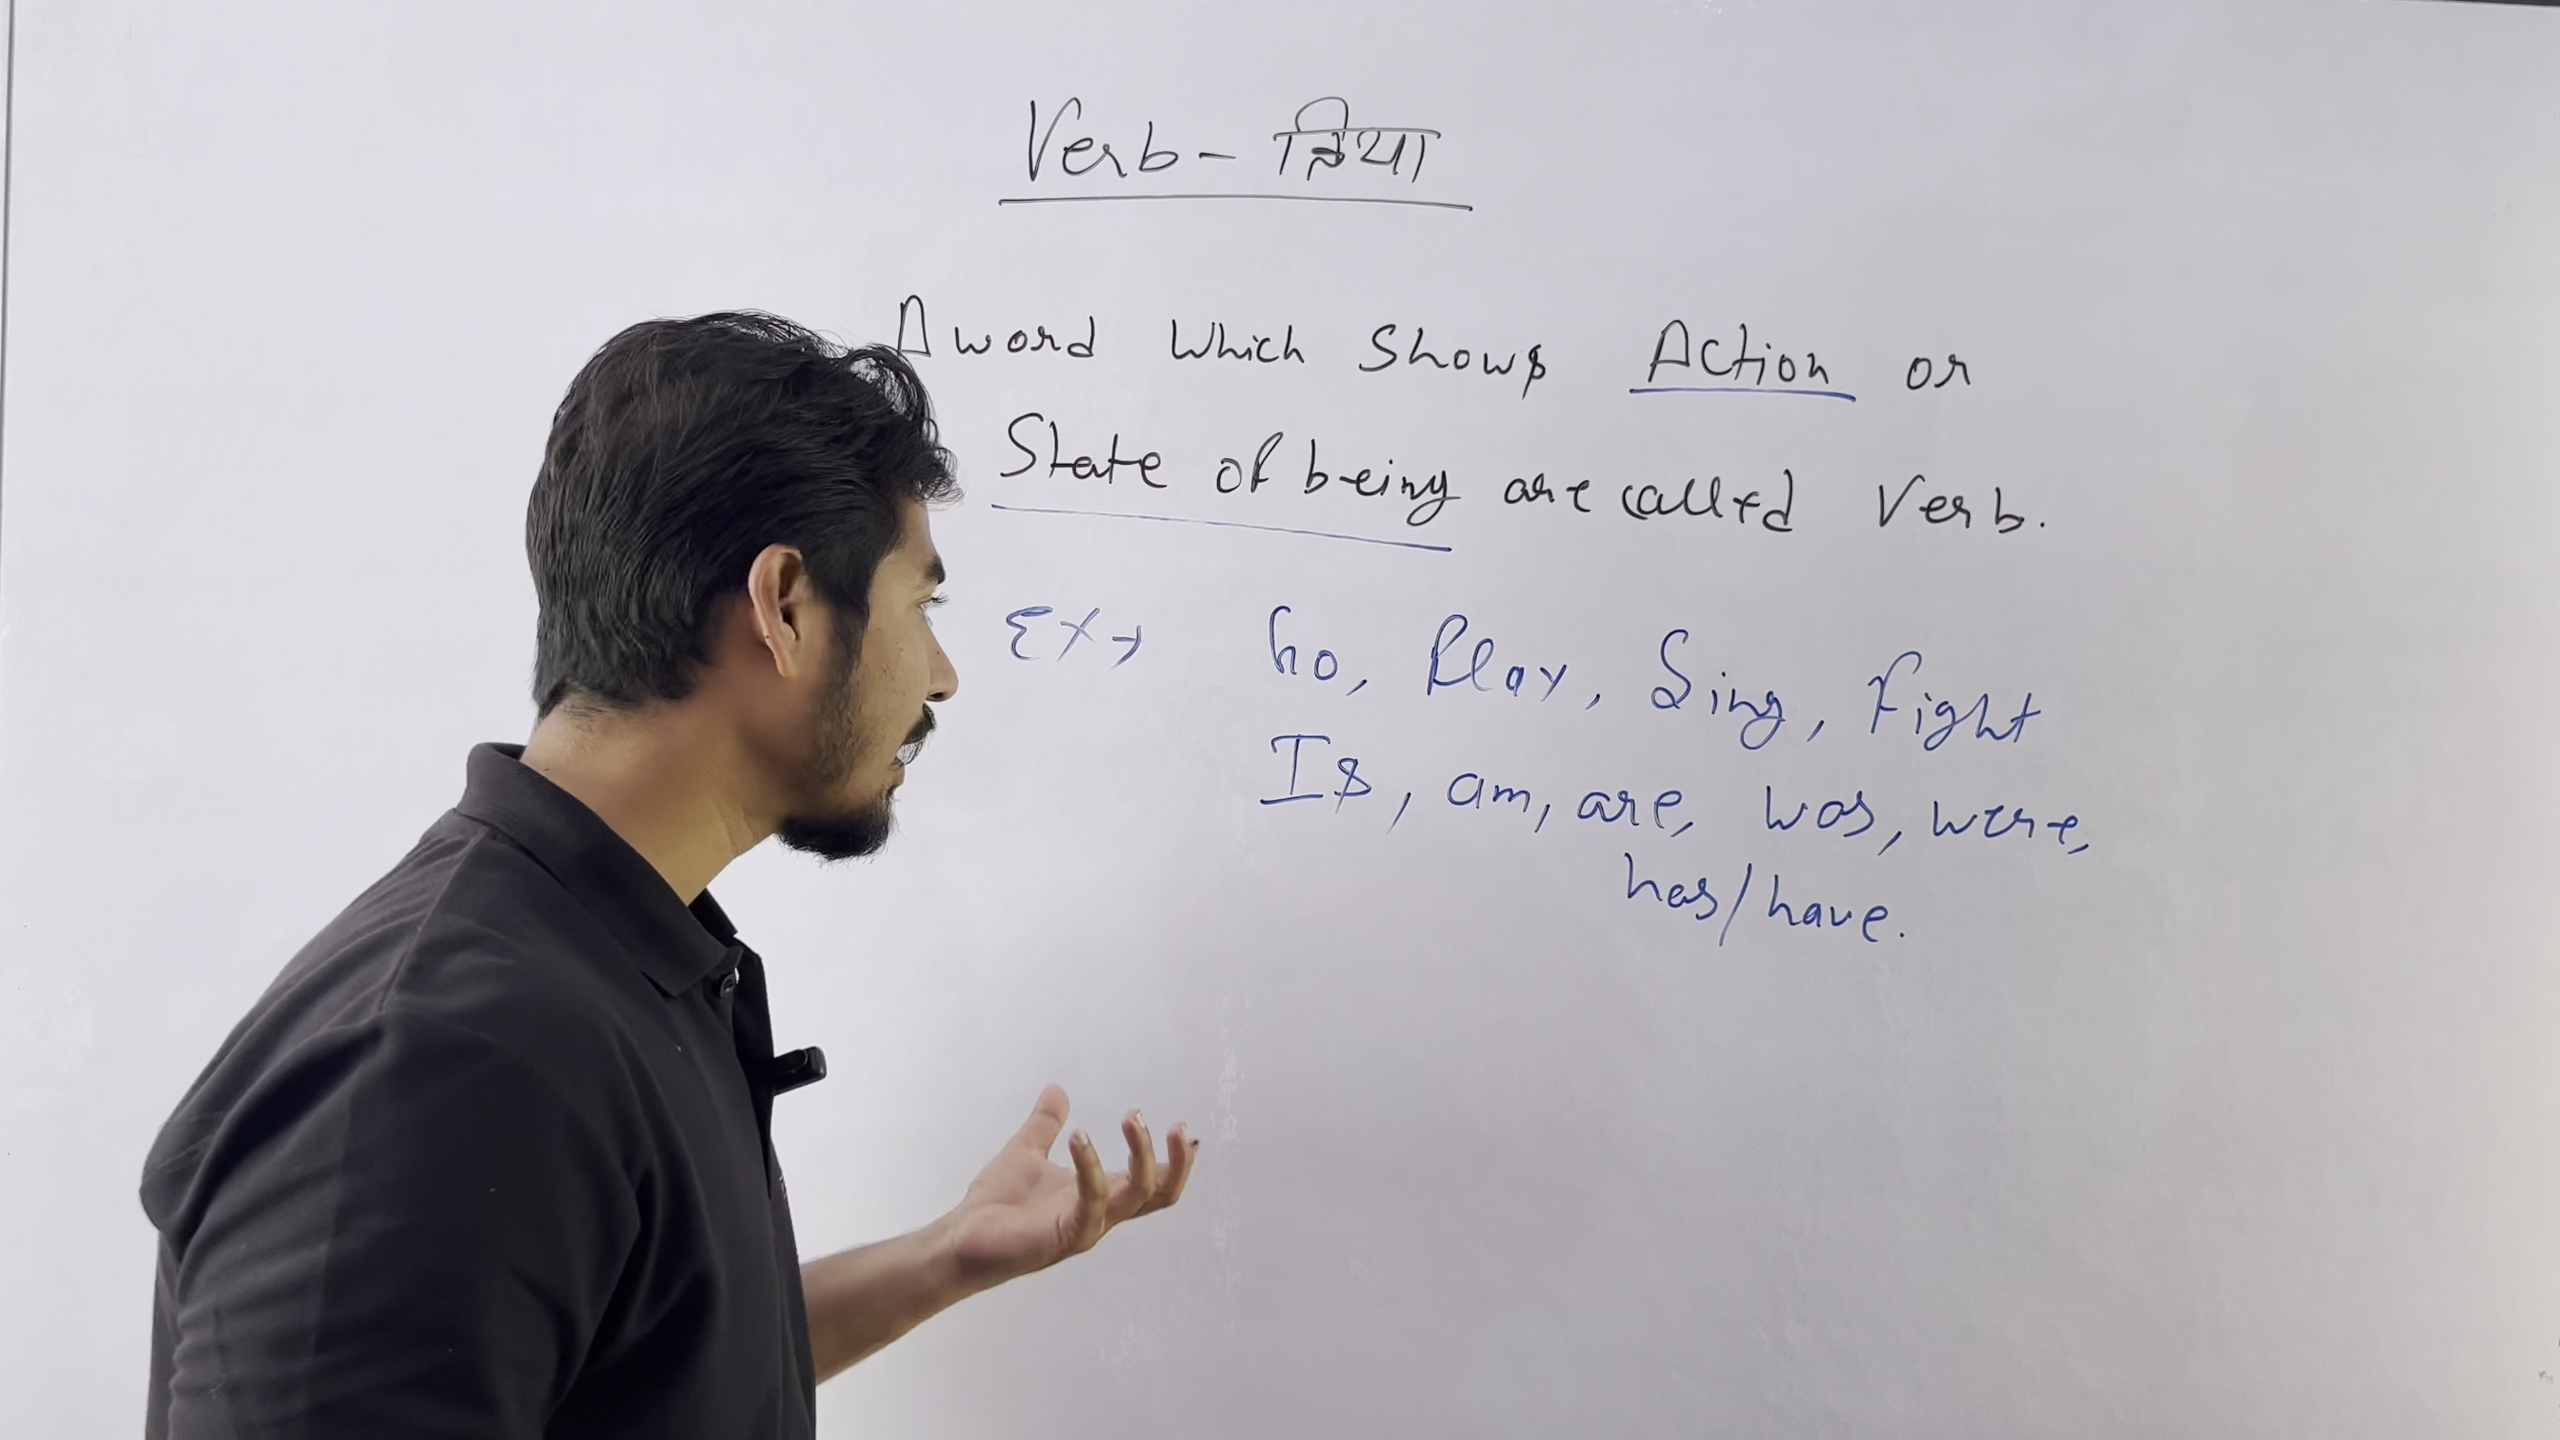 Verb - क्रिया
A word Which Shows Action or
State of being are called Verb.
Ex → Go, Play, Sing, Fight
Is, am, are, was, were,
has/have.